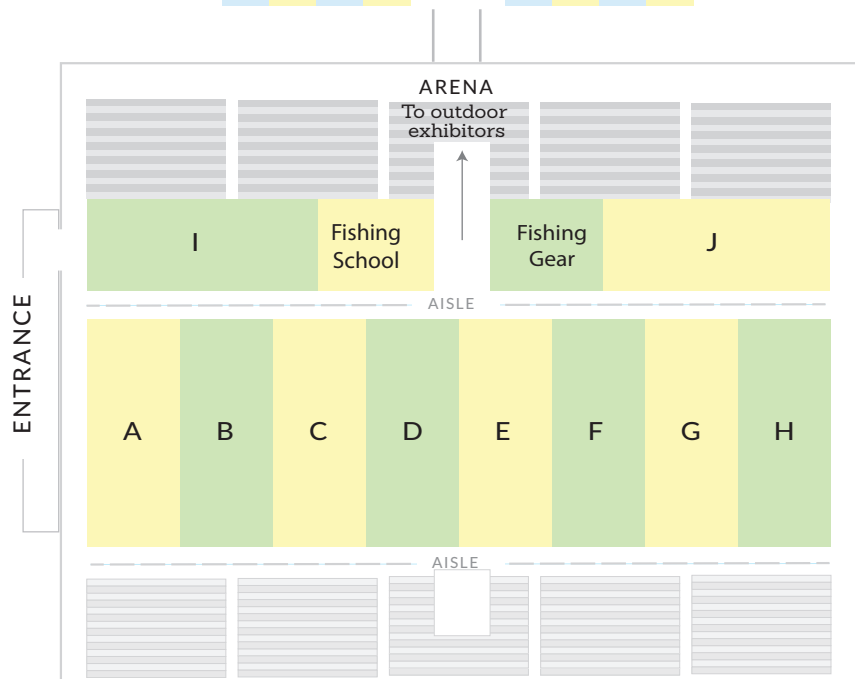 ARENA
To outdoor
exhibitors
I
Fishing
School
Fishing
Gear
J
AISLE
ENTRANCE
A
B
C
D
E
F
G
H
AISLE